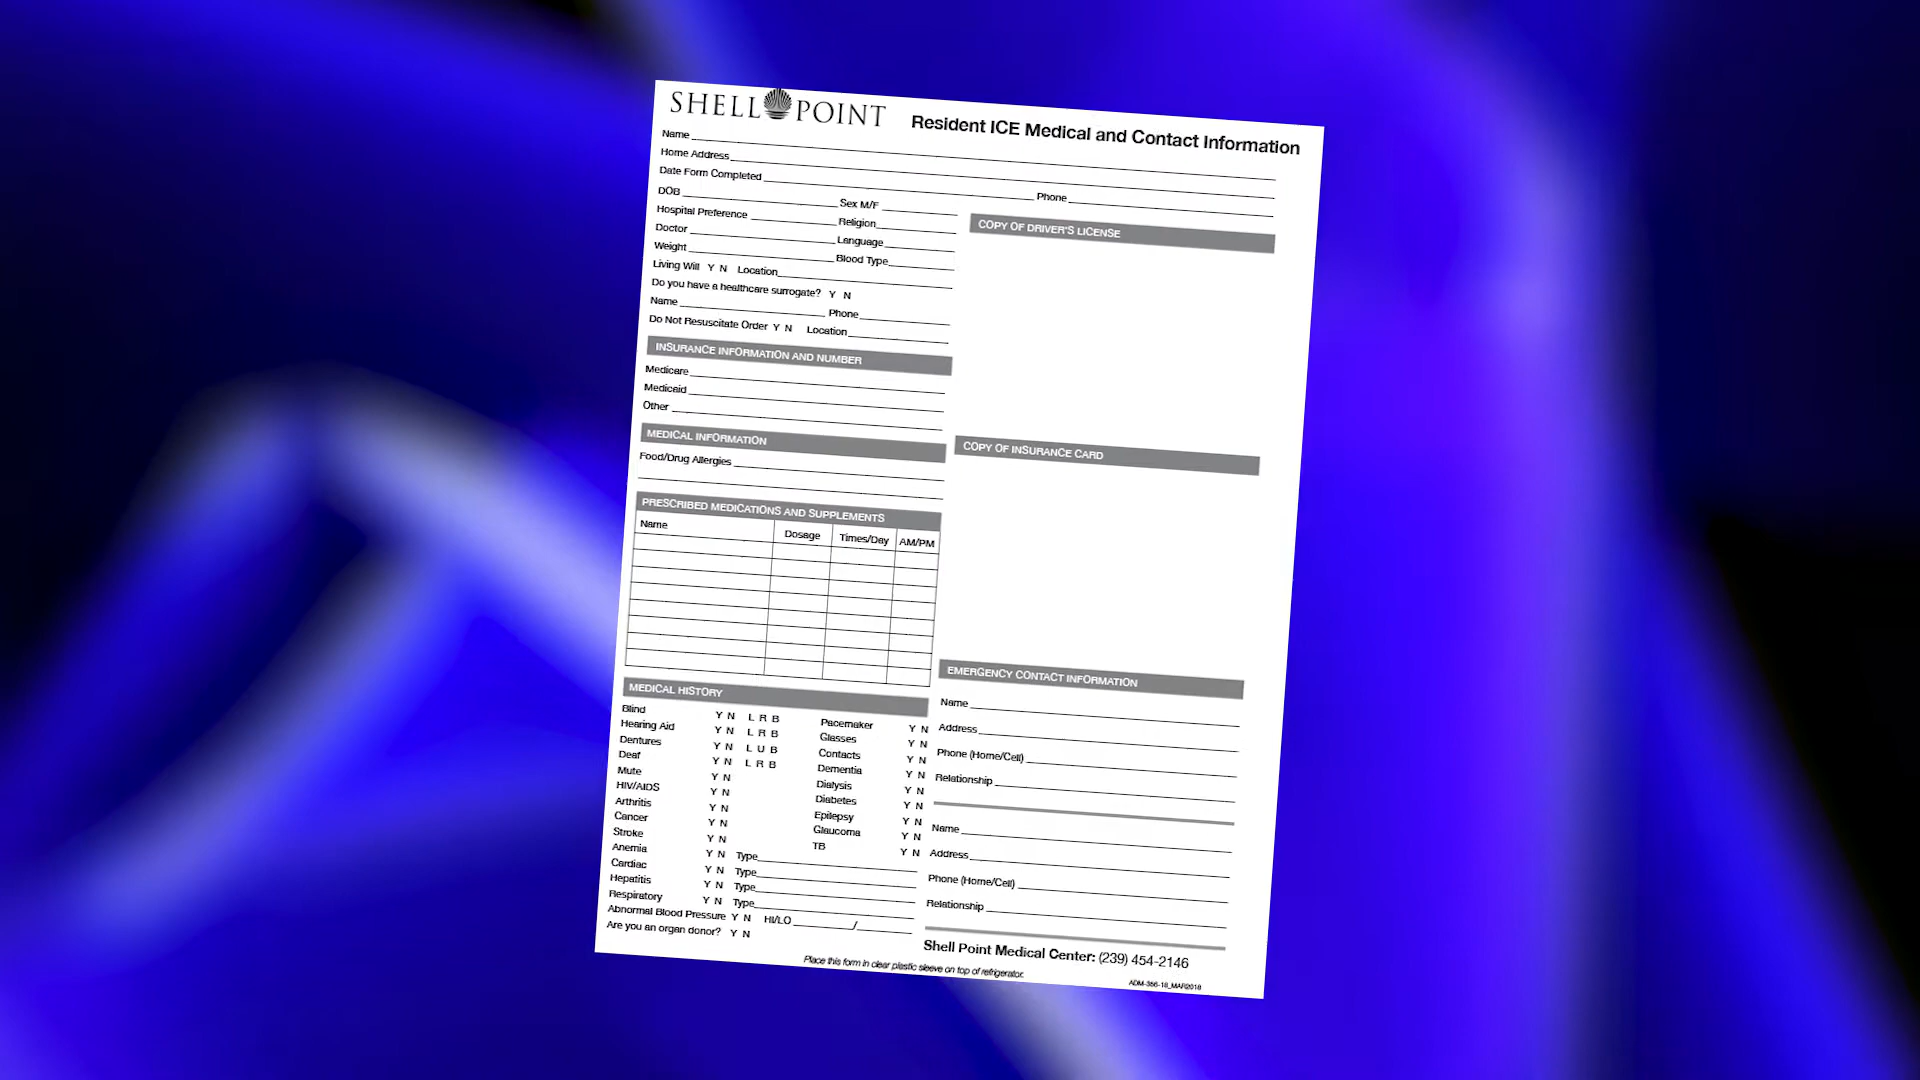 SHELL POINT
Resident ICE Medical and Contact Information
Name
Home Address
Date Form Completed Phone
DOB Sex M/F
Hospital Preference Religion
Doctor Language
Weight Blood Type
Living Will Y N Location
Do you have a healthcare surrogate? Y N
Name Phone
Do Not Resuscitate Order Y N Location
INSURANCE INFORMATION AND NUMBER
Medicare
Medicaid
Other
MEDICAL INFORMATION
Food/Drug Allergies
PRESCRIBED MEDICATIONS AND SUPPLEMENTS
Name Dosage Times/Day AM/PM
MEDICAL HISTORY
Blind Y N L R B
Hearing Aid Y N L R B
Dentures Y N L U B
Deaf Y N L R B
Mute Y N
HIV/AIDS Y N
Arthritis Y N
Cancer Y N
Stroke Y N
Anemia Y N Type
Cardiac Y N Type
Hepatitis Y N Type
Respiratory Y N Type
Abnormal Blood Pressure Y N HI/LO /
Are you an organ donor? Y N
Pacemaker Y N
Glasses Y N
Contacts Y N
Dementia Y N
Dialysis Y N
Diabetes Y N
Epilepsy Y N
Glaucoma Y N
TB Y N
COPY OF DRIVER'S LICENSE
COPY OF INSURANCE CARD
EMERGENCY CONTACT INFORMATION
Name
Address
Phone (Home/Cell)
Relationship
Name
Address
Phone (Home/Cell)
Relationship
Shell Point Medical Center: (239) 454-2146
Place this form in clear plastic sleeve on top of refrigerator.
ADM-356-18_MAR2018